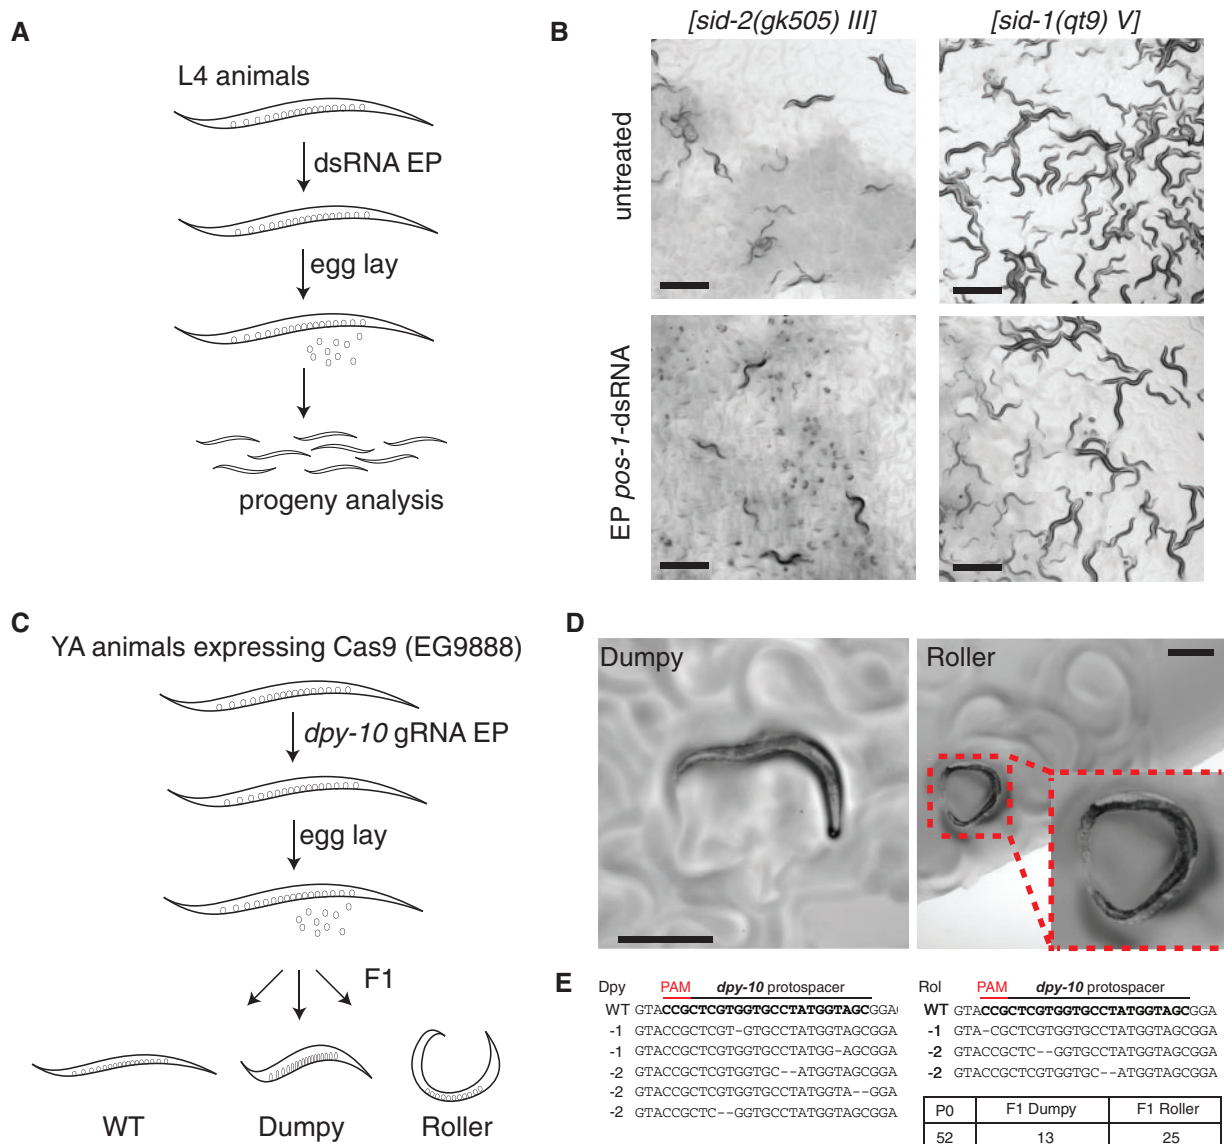 A
L4 animals
dsRNA EP
egg lay
progeny analysis
B
[sid-2(gk505) III]
[sid-1(qt9) V]
untreated
EP pos-1-dsRNA
C
YA animals expressing Cas9 (EG9888)
dpy-10 gRNA EP
egg lay
F1
WT
Dumpy
Roller
D
Dumpy
Roller
E
Dpy PAM dpy-10 protospacer
WT GTACCGCTCGTGGTGCCTATGGTAGCGGA
-1 GTACCGCTCGT-GTGCCTATGGTAGCGGA
-1 GTACCGCTCGTGGTGCCTATGG-AGCGGA
-2 GTACCGCTCGTGGTGC--ATGGTAGCGGA
-2 GTACCGCTCGTGGTGCCTATGGTA--GGA
-2 GTACCGCTC--GGTGCCTATGGTAGCGGA
Rol PAM dpy-10 protospacer
WT GTACCGCTCGTGGTGCCTATGGTAGCGGA
-1 GTA-CGCTCGTGGTGCCTATGGTAGCGGA
-2 GTACCGCTC--GGTGCCTATGGTAGCGGA
-2 GTACCGCTCGTGGTGC--ATGGTAGCGGA
P0 F1 Dumpy F1 Roller
52 13 25